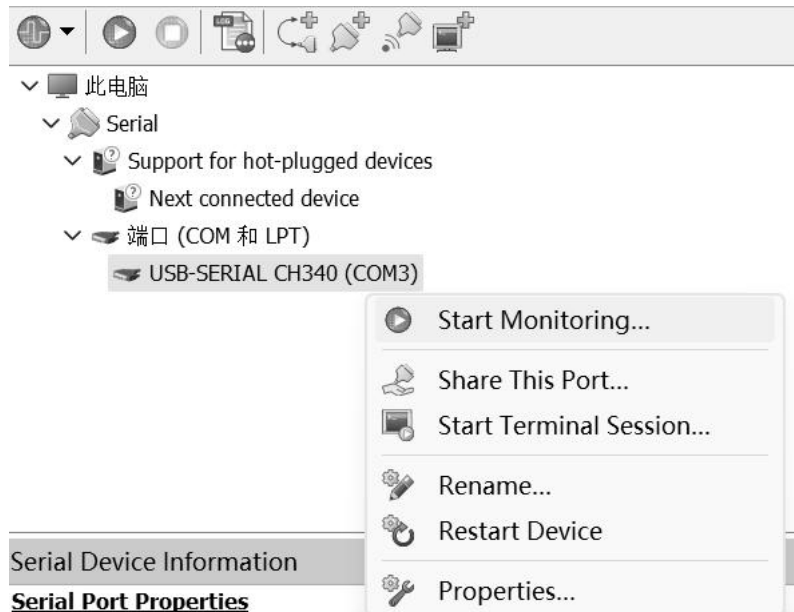 LOG
此电脑
Serial
Support for hot-plugged devices
Next connected device
端口 (COM 和 LPT)
USB-SERIAL CH340 (COM3)
Start Monitoring...
Share This Port...
Start Terminal Session...
Rename...
Restart Device
Properties...
Serial Device Information
Serial Port Properties